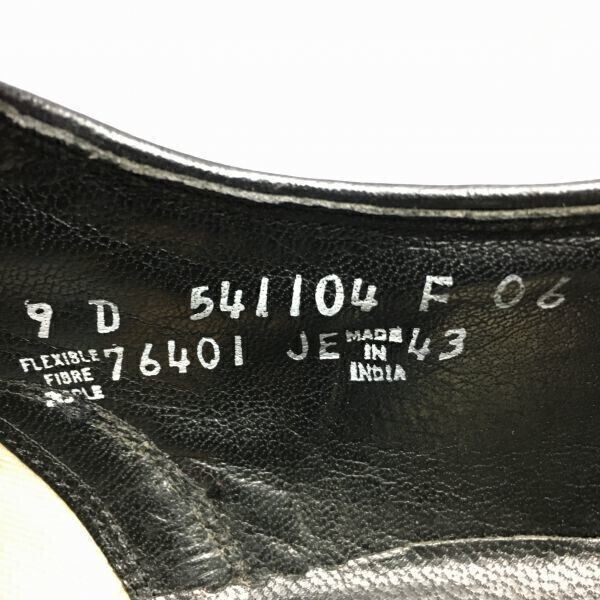 9 D 541104 F 06
FLEXIBLE FIBRE 76401 JE MADE IN INDIA 43